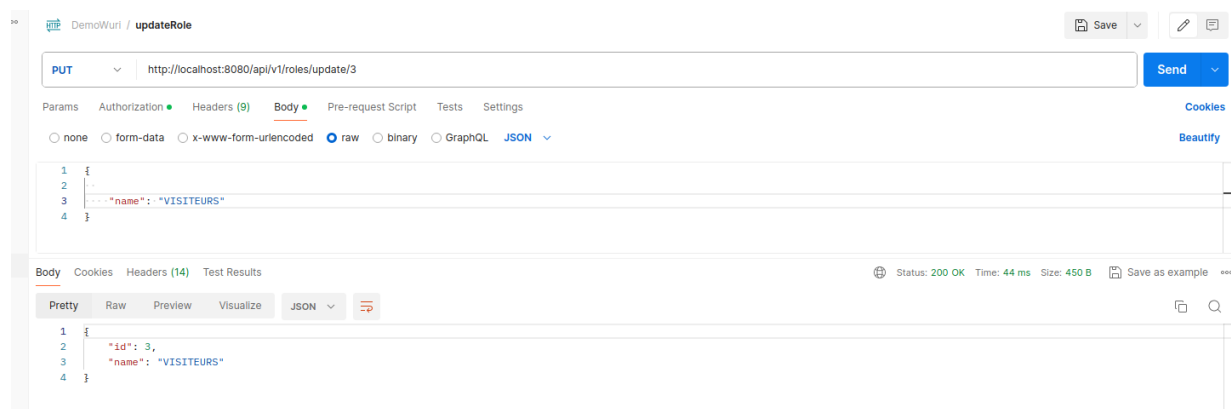 HTTP DemoWuri / updateRole Save
PUT http://localhost:8080/api/v1/roles/update/3 Send
Params Authorization Headers (9) Body Pre-request Script Tests Settings Cookies
none form-data x-www-form-urlencoded raw binary GraphQL JSON Beautify
1 {
2
3 "name": "VISITEURS"
4 }
Body Cookies Headers (14) Test Results Status: 200 OK Time: 44 ms Size: 450 B Save as example
Pretty Raw Preview Visualize JSON
1 {
2 "id": 3,
3 "name": "VISITEURS"
4 }